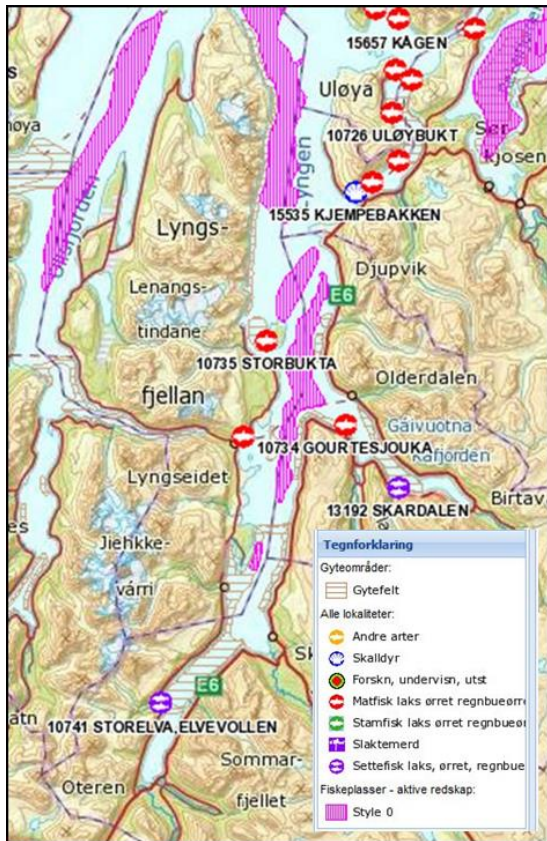 15657 KÅGEN
Uløya
10726 ULØYBUKT
kjosen
15535 KJEMPEBAKKEN
Lyngs-
Djupvik
Lenangs-
tindane
E6
10735 STORBUKTA
fjellan
Olderdalen
10734 GOURTESJOUKA
Gáivuotna
Kåfjorden
Lyngseidet
13192 SKARDALEN
Birtav
Jiehkke-
várri
E6
10741 STORELVA,ELVEVOLLEN
Oteren
Sommar-
fjellet
Tegnforklaring
Gyteområder:
Gytefelt
Alle lokaliteter:
Andre arter
Skalldyr
Forskn, undervisn, utst
Matfisk laks ørret regnbueørre
Stamfisk laks ørret regnbueør
Slaktemerd
Settefisk laks, ørret, regnbue
Fiskeplasser - aktive redskap:
Style 0